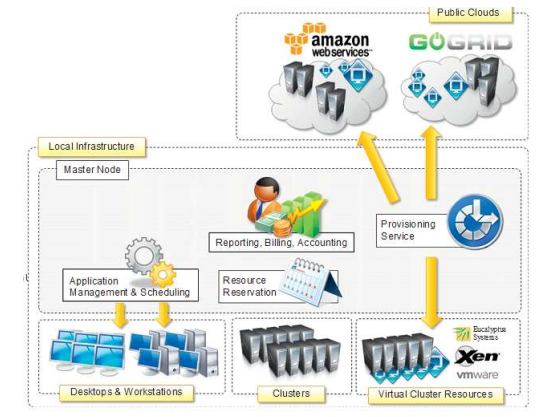 Public Clouds
amazon
webservices™
GOGRID
Local Infrastructure
Master Node
Reporting, Billing, Accounting
Provisioning
Service
Application
Management & Scheduling
Resource
Reservation
Desktops & Workstations
Clusters
Eucalyptus
Systems
Xen
vmware
Virtual Cluster Resources